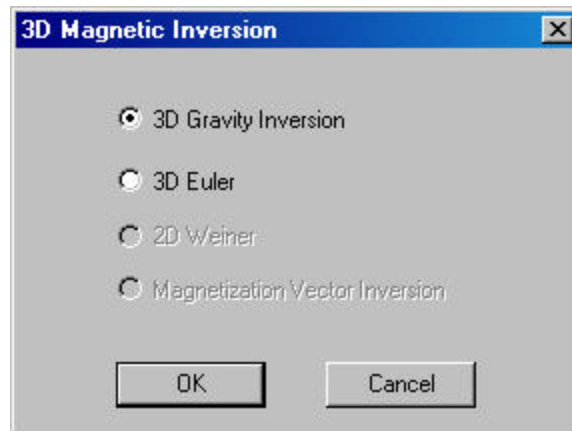 3D Magnetic Inversion
3D Gravity Inversion
3D Euler
2D Weiner
Magnetization Vector Inversion
OK Cancel